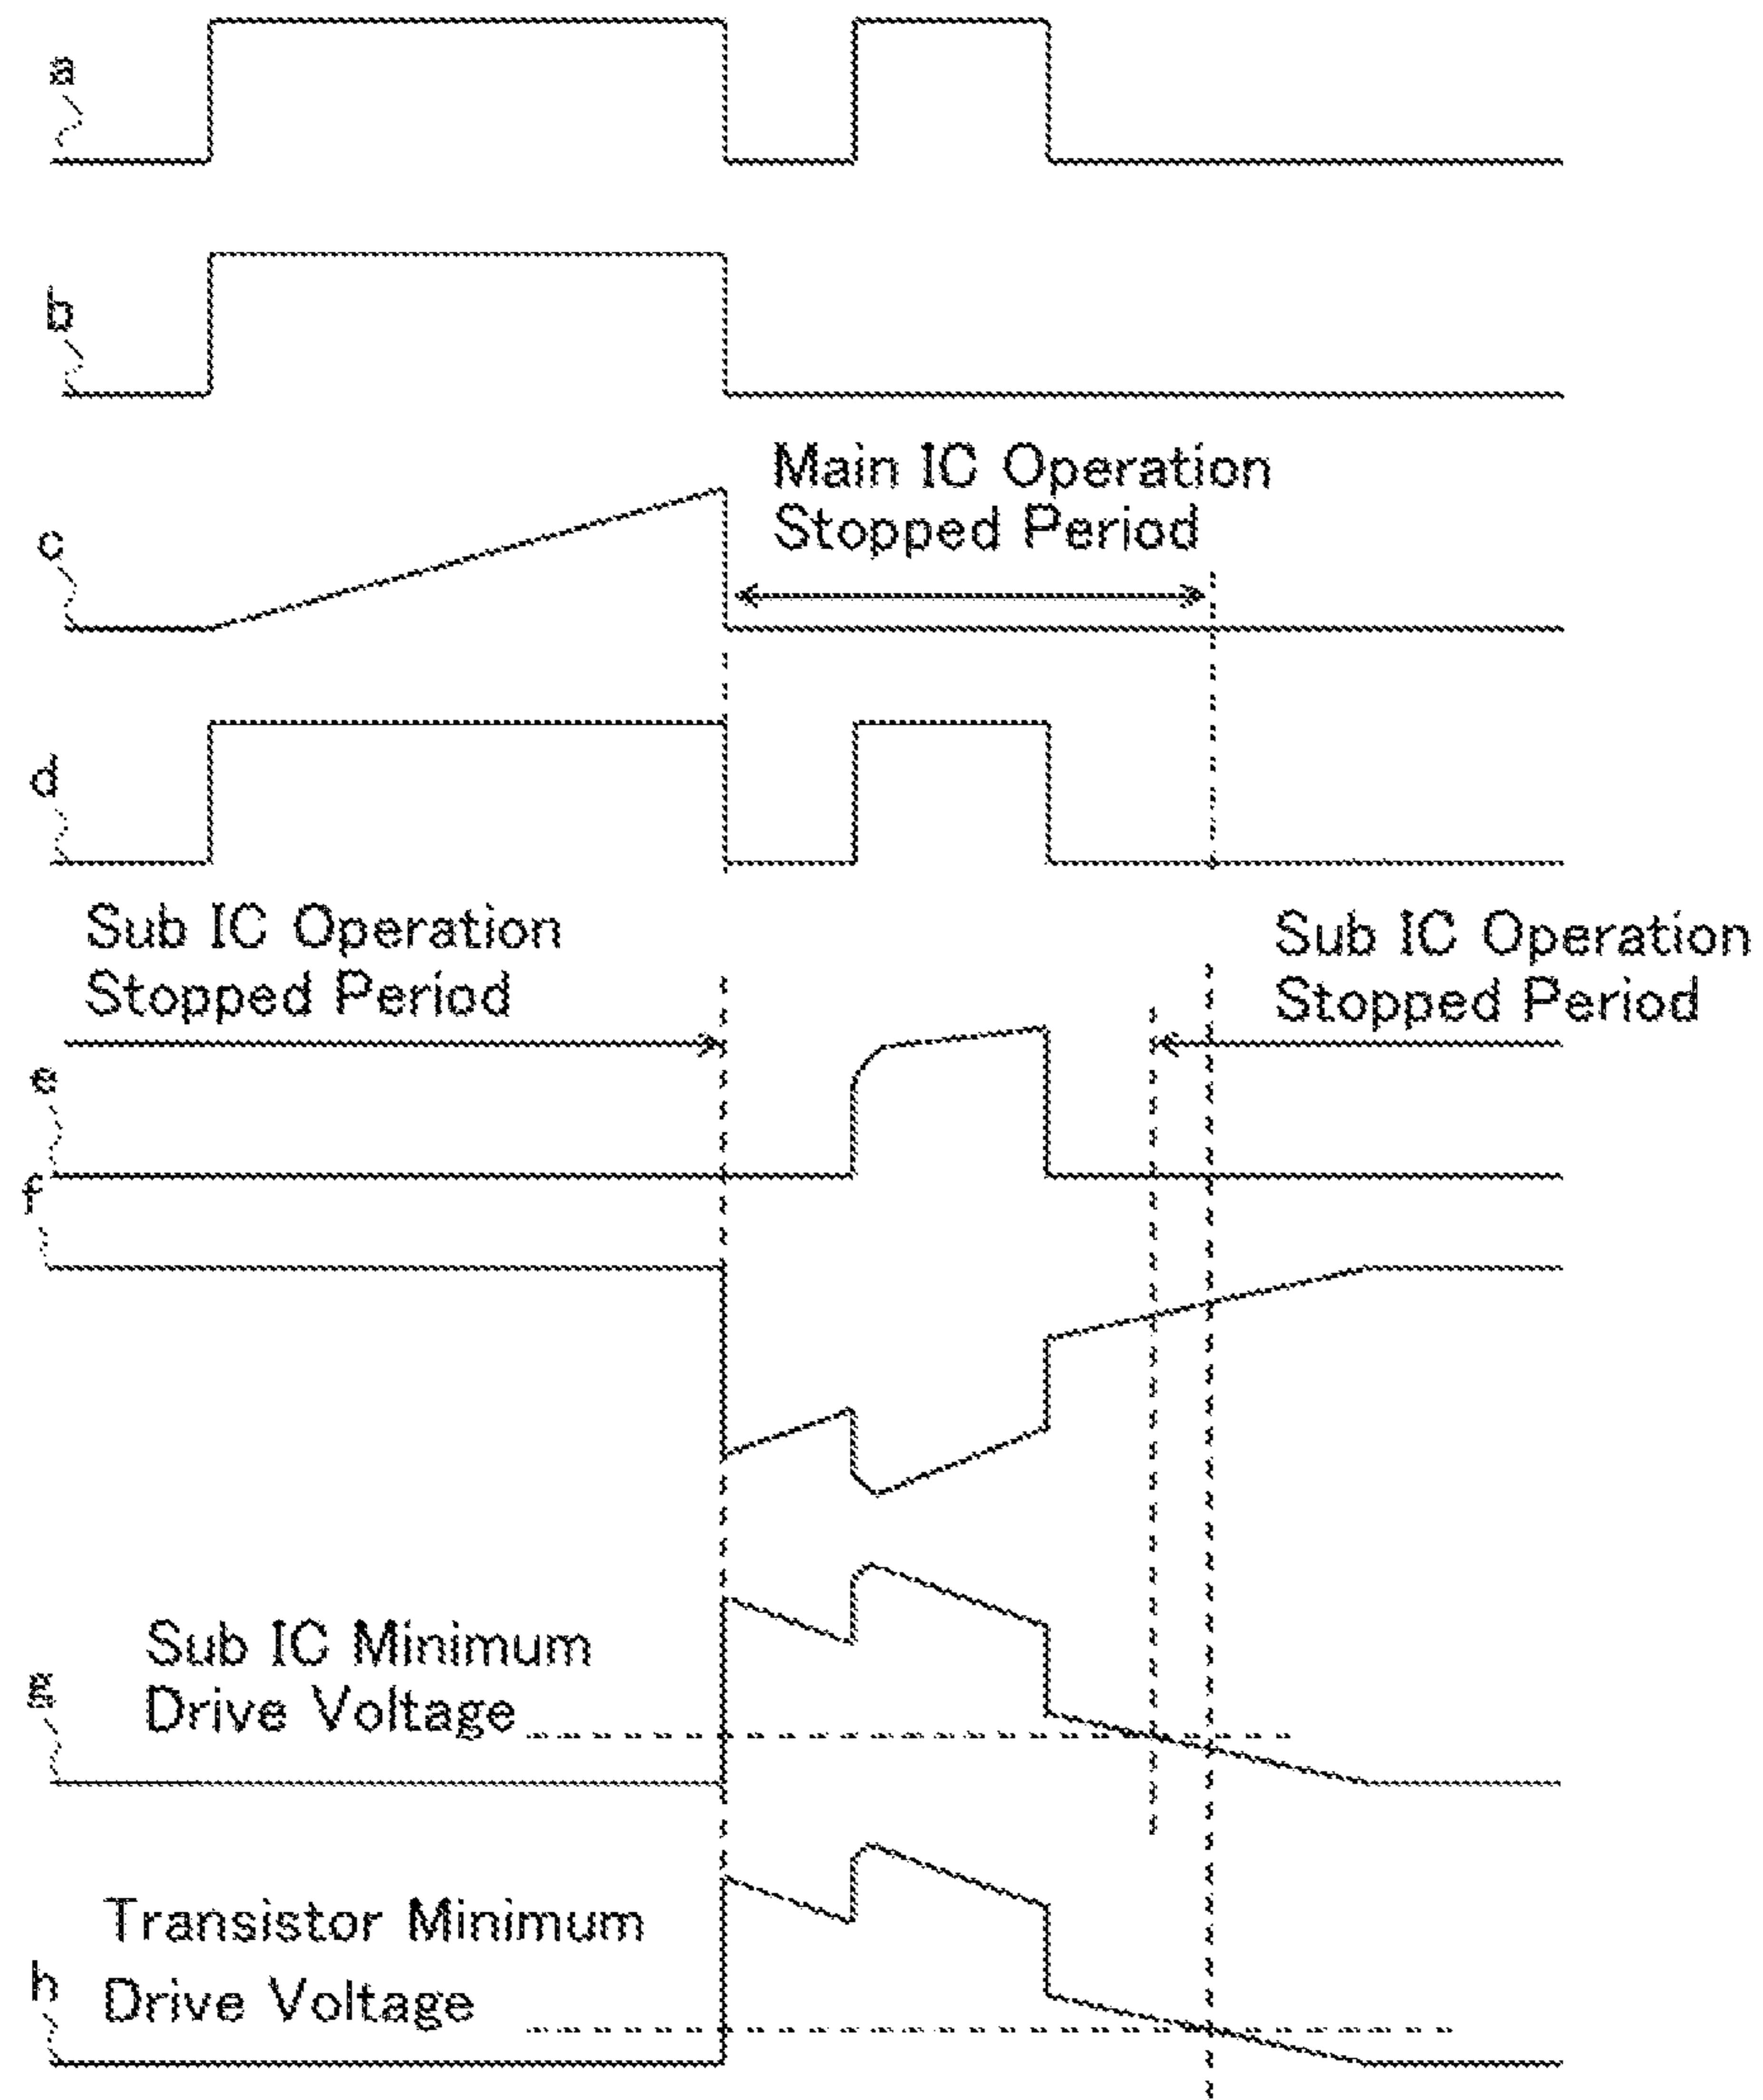 a
b
Main IC Operation
Stopped Period
c
d
Sub IC Operation
Stopped Period
Sub IC Operation
Stopped Period
e
f
Sub IC Minimum
Drive Voltage
g
Transistor Minimum
Drive Voltage
h